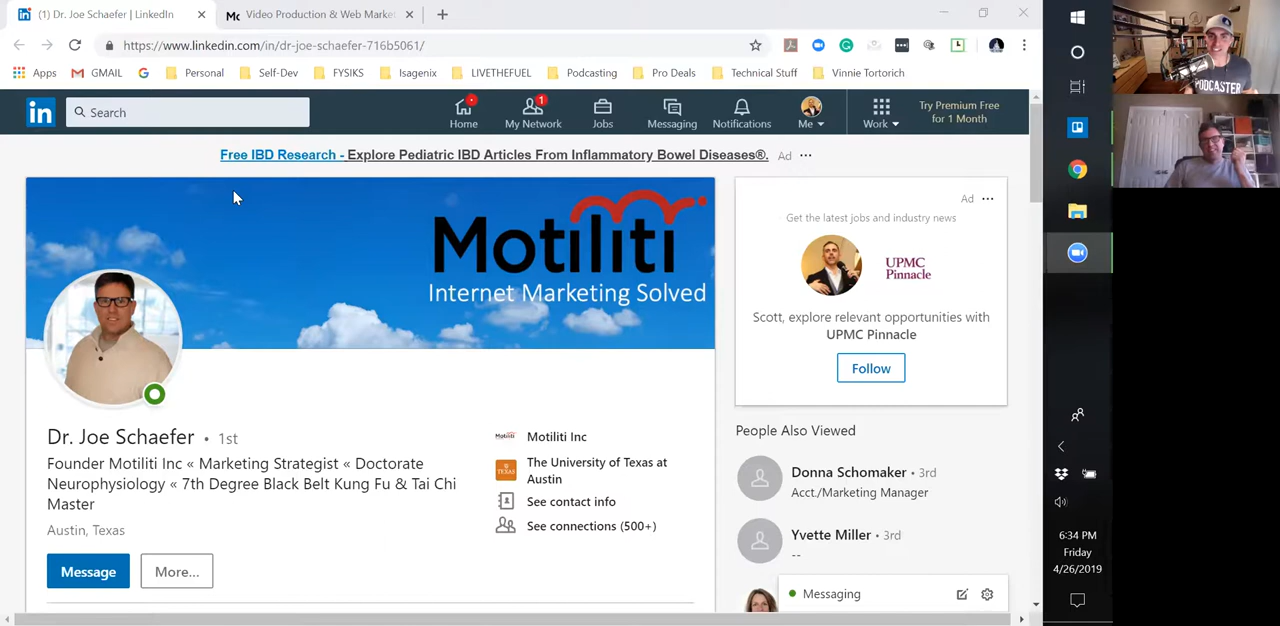 (1) Dr. Joe Schaefer | LinkedIn
Video Production & Web Marke
https://www.linkedin.com/in/dr-joe-schaefer-716b5061/
Apps GMAIL Personal Self-Dev FYSIKS Isagenix LIVETHEFUEL Podcasting Pro Deals Technical Stuff Vinnie Tortorich
in Search
Home My Network 1 Jobs Messaging Notifications Me Work
Try Premium Free
for 1 Month
Free IBD Research - Explore Pediatric IBD Articles From Inflammatory Bowel Diseases®. Ad
Motiliti
Internet Marketing Solved
Dr. Joe Schaefer • 1st
Founder Motiliti Inc « Marketing Strategist « Doctorate
Neurophysiology « 7th Degree Black Belt Kung Fu & Tai Chi
Master
Austin, Texas
Message More...
Motiliti Motiliti Inc
TEXAS The University of Texas at
Austin
See contact info
See connections (500+)
Ad
Get the latest jobs and industry news
UPMC
Pinnacle
Scott, explore relevant opportunities with
UPMC Pinnacle
Follow
People Also Viewed
Donna Schomaker • 3rd
Acct./Marketing Manager
Yvette Miller • 3rd
--
Messaging
PODCASTER
6:34 PM
Friday
4/26/2019